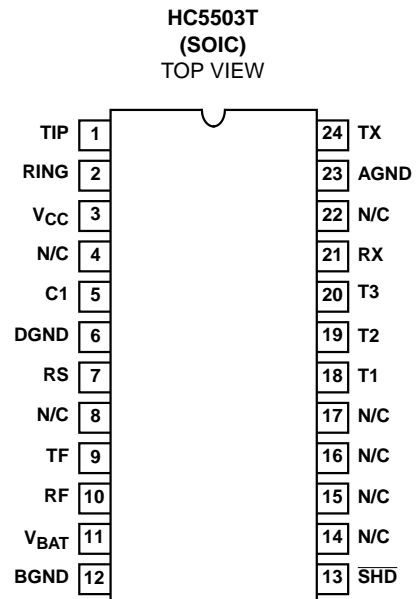 HC5503T
(SOIC)
TOP VIEW
TIP 1 24 TX
RING 2 23 AGND
VCC 3 22 N/C
N/C 4 21 RX
C1 5 20 T3
DGND 6 19 T2
RS 7 18 T1
N/C 8 17 N/C
TF 9 16 N/C
RF 10 15 N/C
VBAT 11 14 N/C
BGND 12 13 S̅H̅D̅